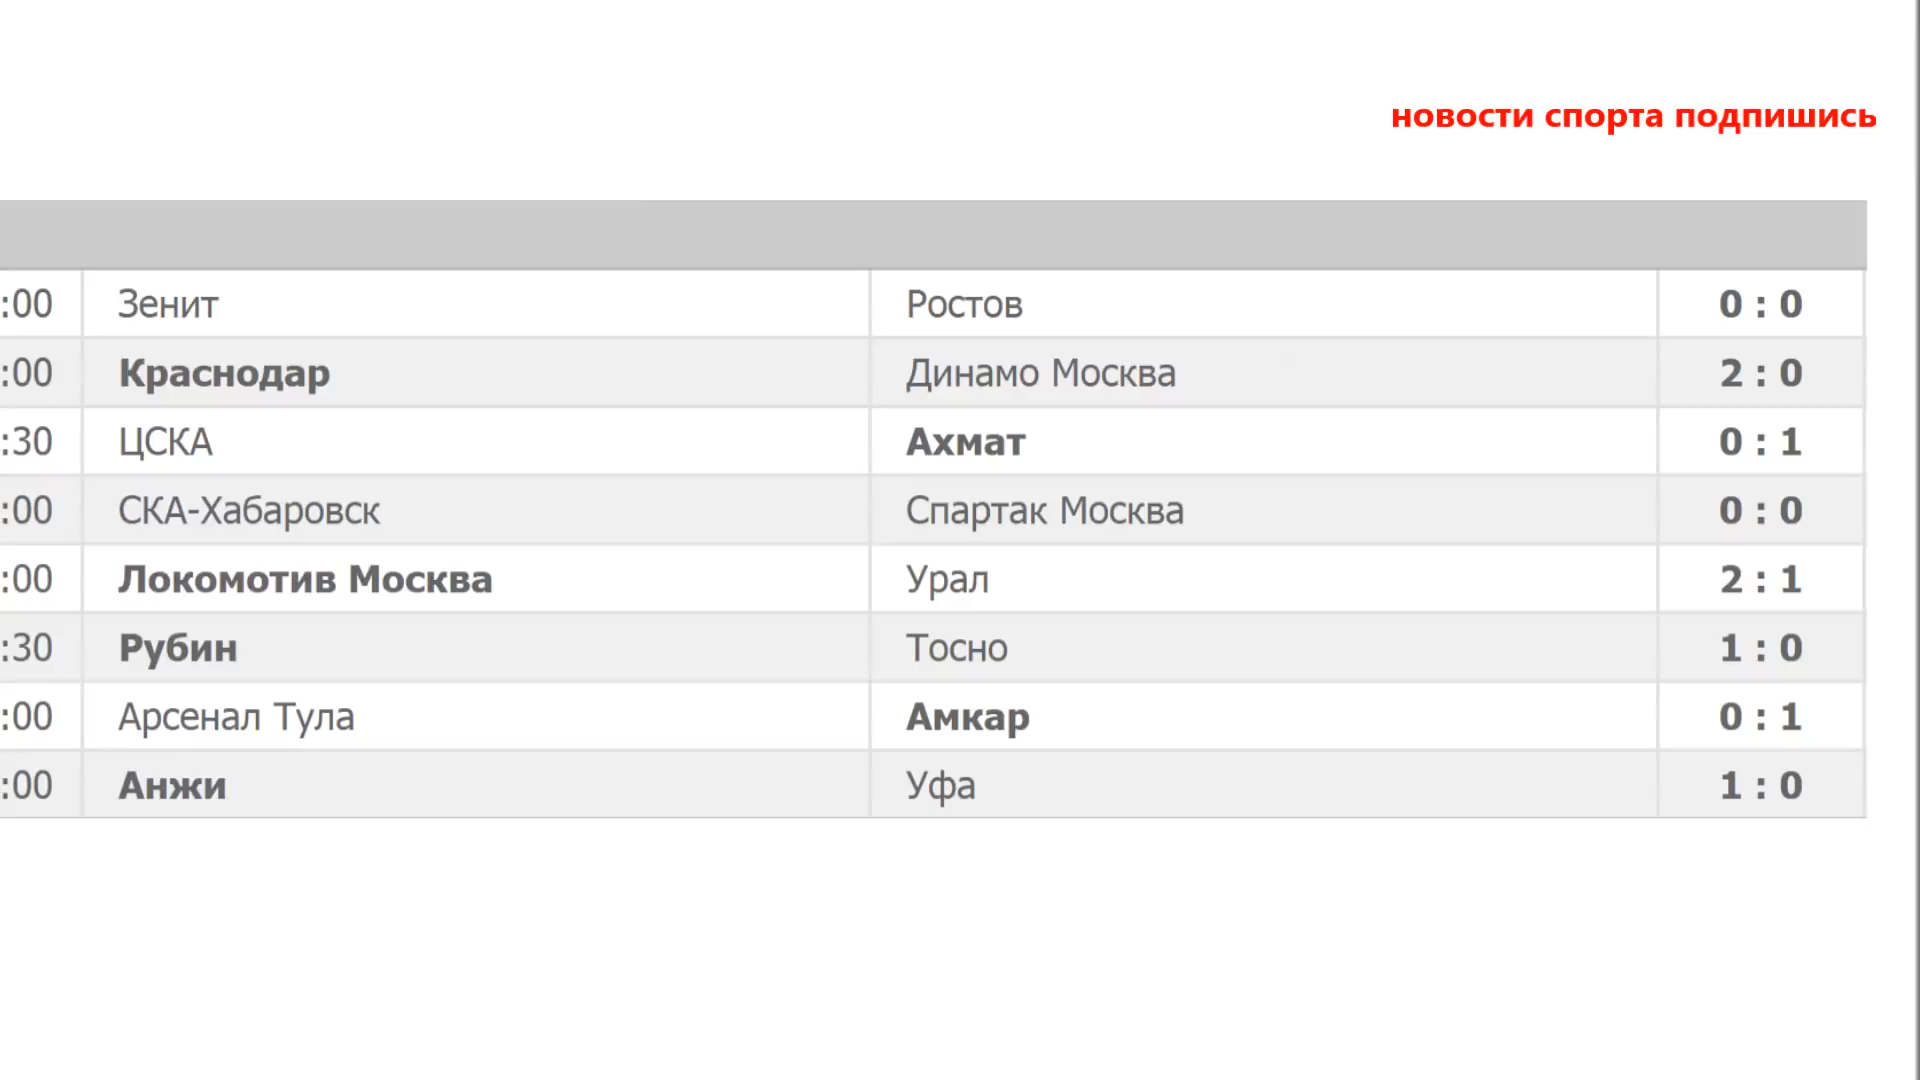 новости спорта подпишись
:00 Зенит Ростов 0 : 0
:00 Краснодар Динамо Москва 2 : 0
:30 ЦСКА Ахмат 0 : 1
:00 СКА-Хабаровск Спартак Москва 0 : 0
:00 Локомотив Москва Урал 2 : 1
:30 Рубин Тосно 1 : 0
:00 Арсенал Тула Амкар 0 : 1
:00 Анжи Уфа 1 : 0